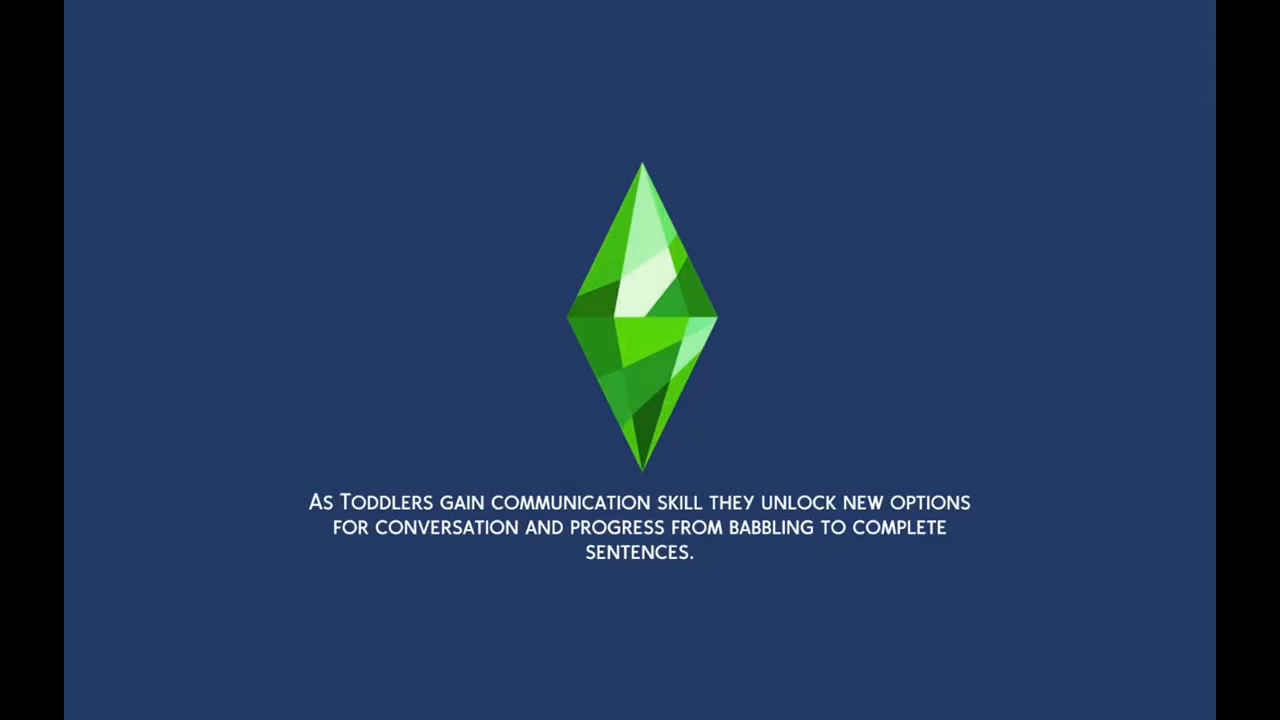 As Toddlers gain communication skill they unlock new options
for conversation and progress from babbling to complete
sentences.